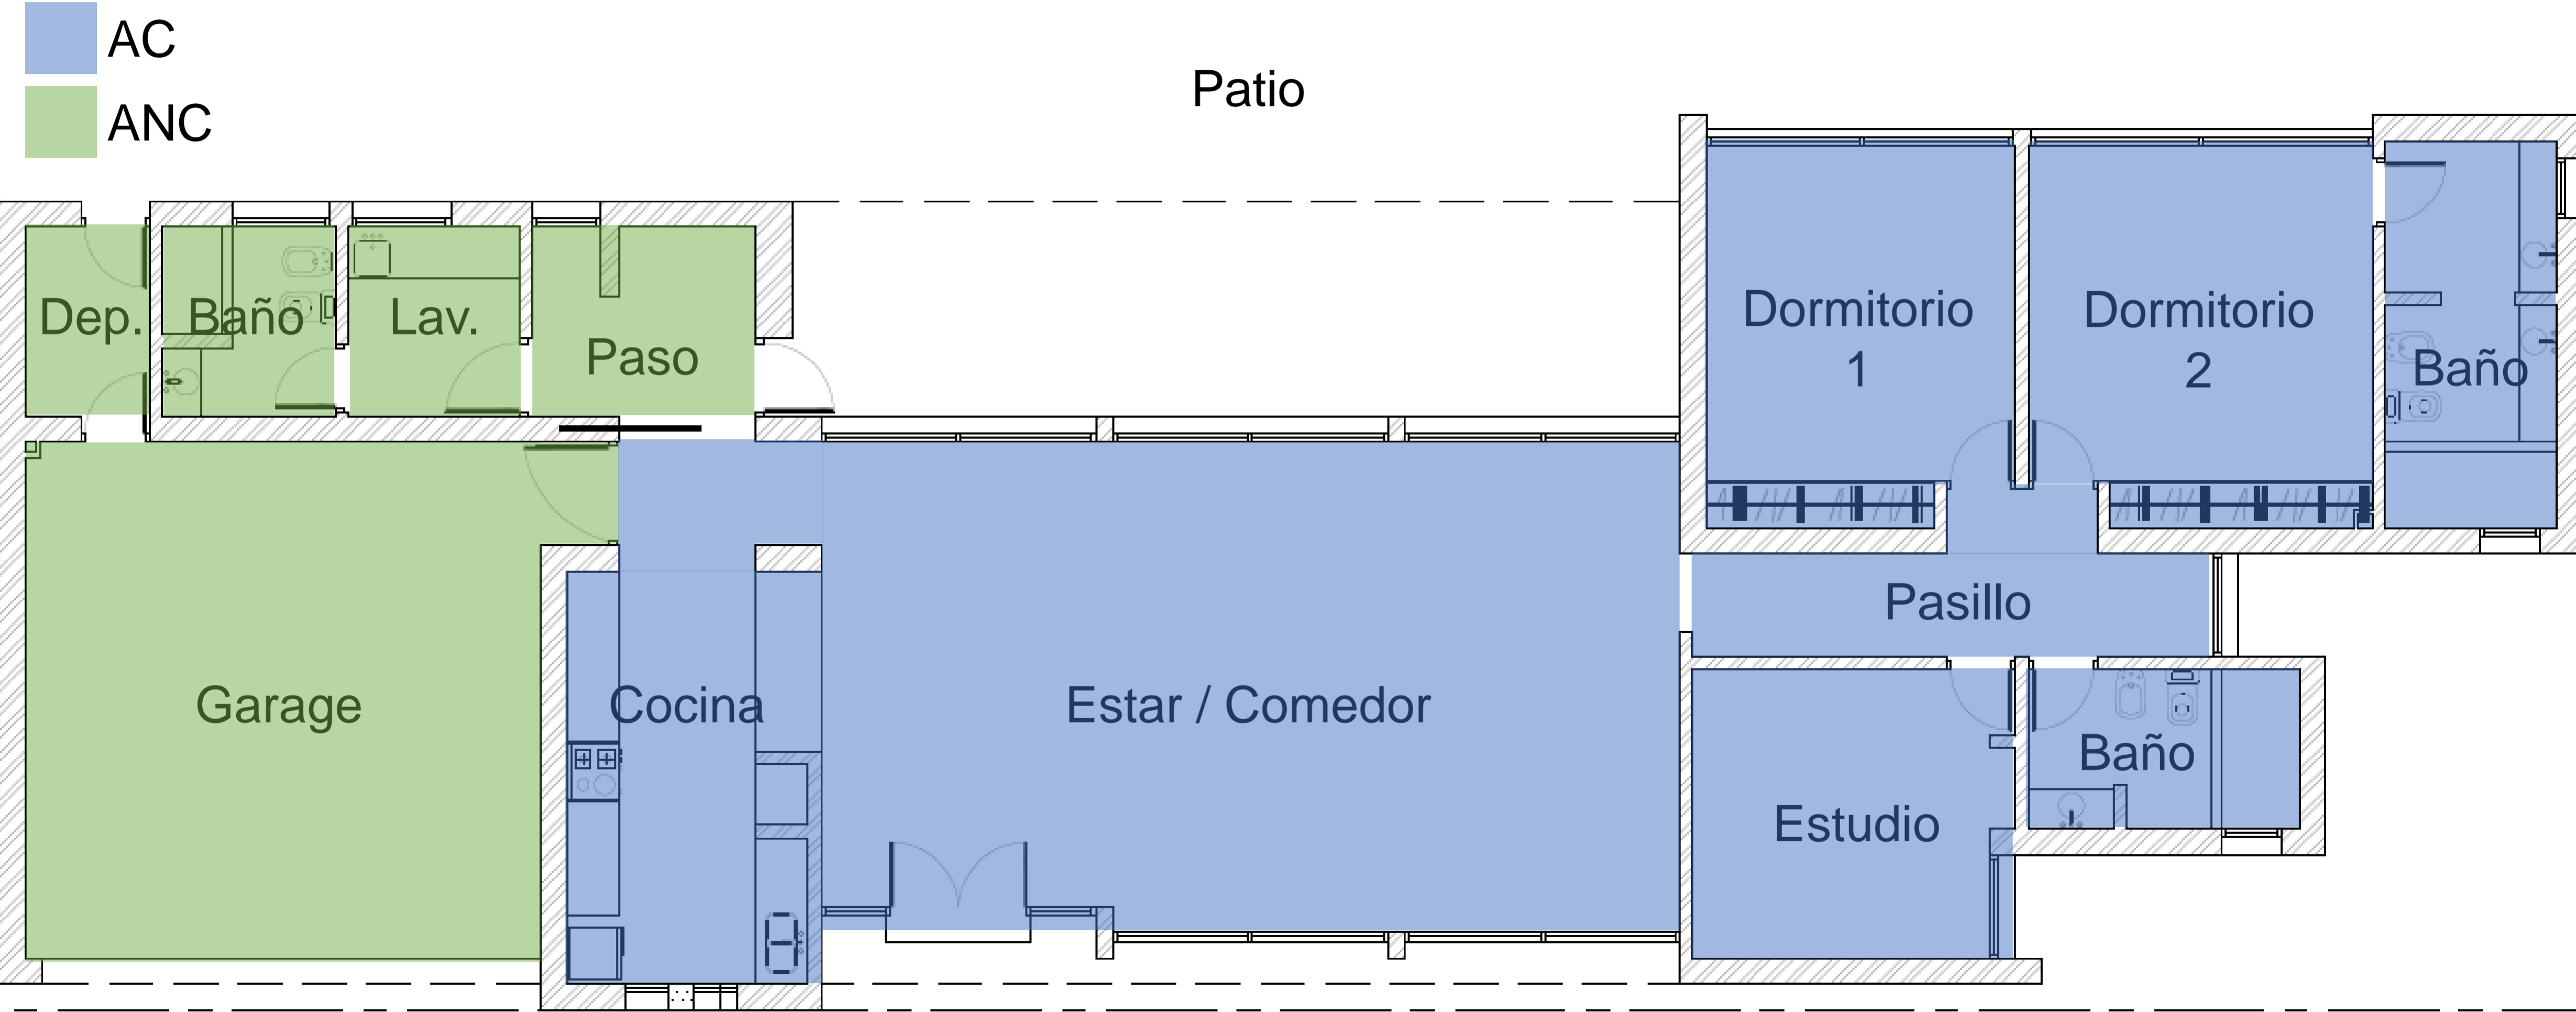 AC
ANC
Patio
Dep.
Baño
Lav.
Paso
Dormitorio
1
Dormitorio
2
Baño
Garage
Cocina
Estar / Comedor
Pasillo
Estudio
Baño